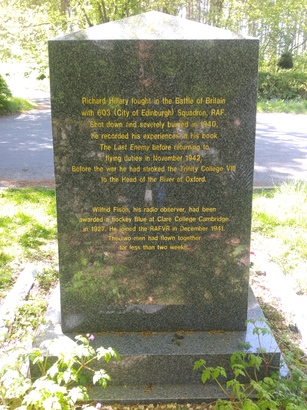 Richard Hillary fought in the Battle of Britain
with 603 (City of Edinburgh) Squadron, RAF.
Shot down and severely burned in 1940,
he recorded his experiences in his book
The Last Enemy before returning to
flying duties in November 1942.
Before the war he had stroked the Trinity College VIII
to the Head of the River at Oxford.
Wilfrid Fison, his radio observer, had been
awarded a hockey Blue at Clare College Cambridge
in 1927. He joined the RAFVR in December 1941.
The two men had flown together
for less than two weeks.